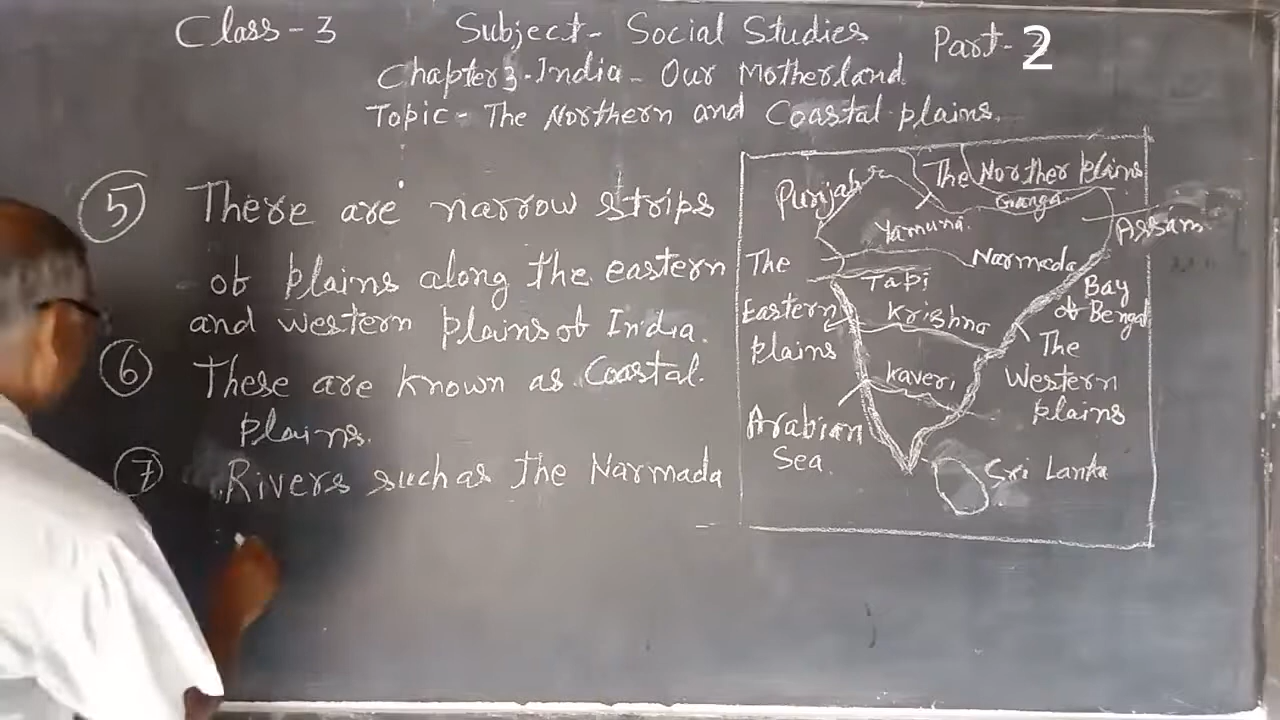 Class - 3 Subject - Social Studies Part - 2
Chapter 3 - India - Our Motherland
Topic - The Northern and Coastal plains.
5 There are narrow strips
of plains along the eastern
and western plains of India.
6 These are known as Coastal
plains.
7 Rivers such as the Narmada
Punjab
The Norther plains
Ganga
Yamuna
Assam
The
Eastern
plains
Narmada
Tapi
Bay
of Bengal
Krishna
The
Western
plains
Kaveri
Arabian
Sea
Sri Lanka